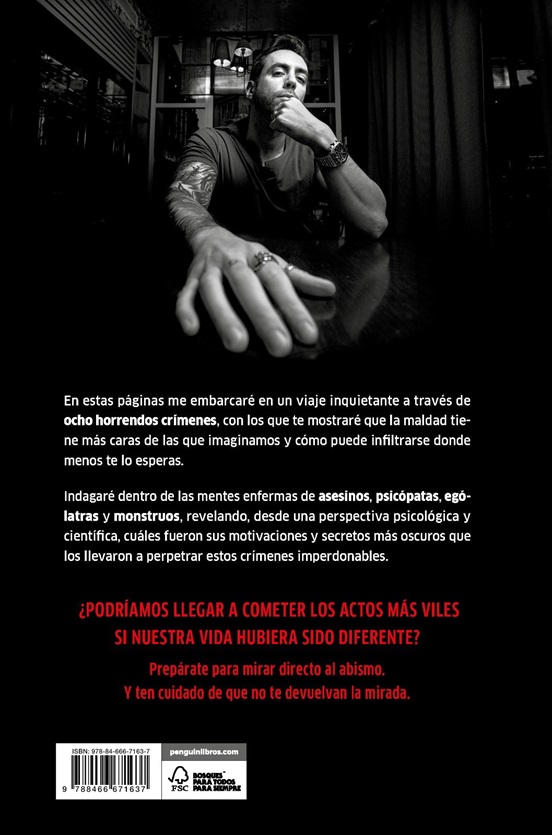 En estas páginas me embarcaré en un viaje inquietante a través de
ocho horrendos crímenes, con los que te mostraré que la maldad tie-
ne más caras de las que imaginamos y cómo puede infiltrarse donde
menos te lo esperas.
Indagaré dentro de las mentes enfermas de asesinos, psicópatas, egó-
latras y monstruos, revelando, desde una perspectiva psicológica y
científica, cuáles fueron sus motivaciones y secretos más oscuros que
los llevaron a perpetrar estos crímenes imperdonables.
¿PODRÍAMOS LLEGAR A COMETER LOS ACTOS MÁS VILES
SI NUESTRA VIDA HUBIERA SIDO DIFERENTE?
Prepárate para mirar directo al abismo.
Y ten cuidado de que no te devuelvan la mirada.
ISBN: 978-84-666-7163-7
9 788466 671637
penguinlibros.com
FSC
BOSQUES
PARA TODOS
PARA SIEMPRE